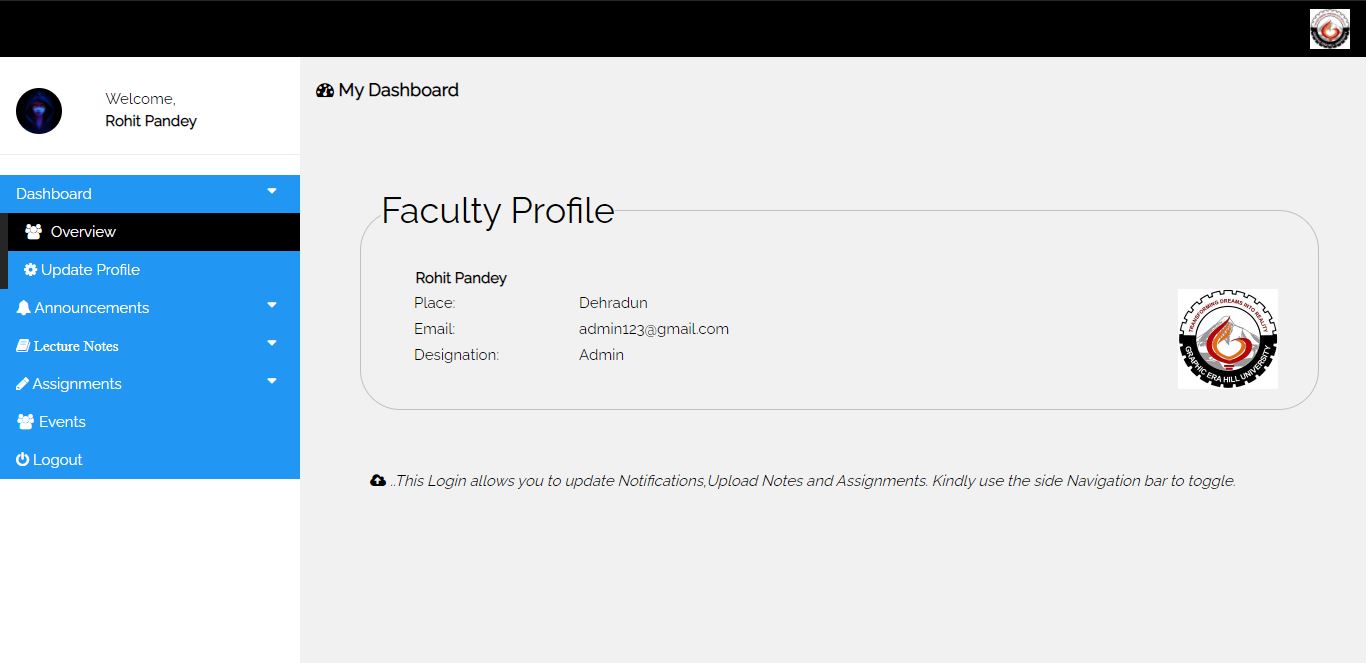 Welcome,
Rohit Pandey
Dashboard
Overview
Update Profile
Announcements
Lecture Notes
Assignments
Events
Logout
My Dashboard
Faculty Profile
Rohit Pandey
Place: Dehradun
Email: admin123@gmail.com
Designation: Admin
TRANSFORMING DREAMS INTO REALITY
GRAPHIC ERA HILL UNIVERSITY
..This Login allows you to update Notifications,Upload Notes and Assignments. Kindly use the side Navigation bar to toggle.